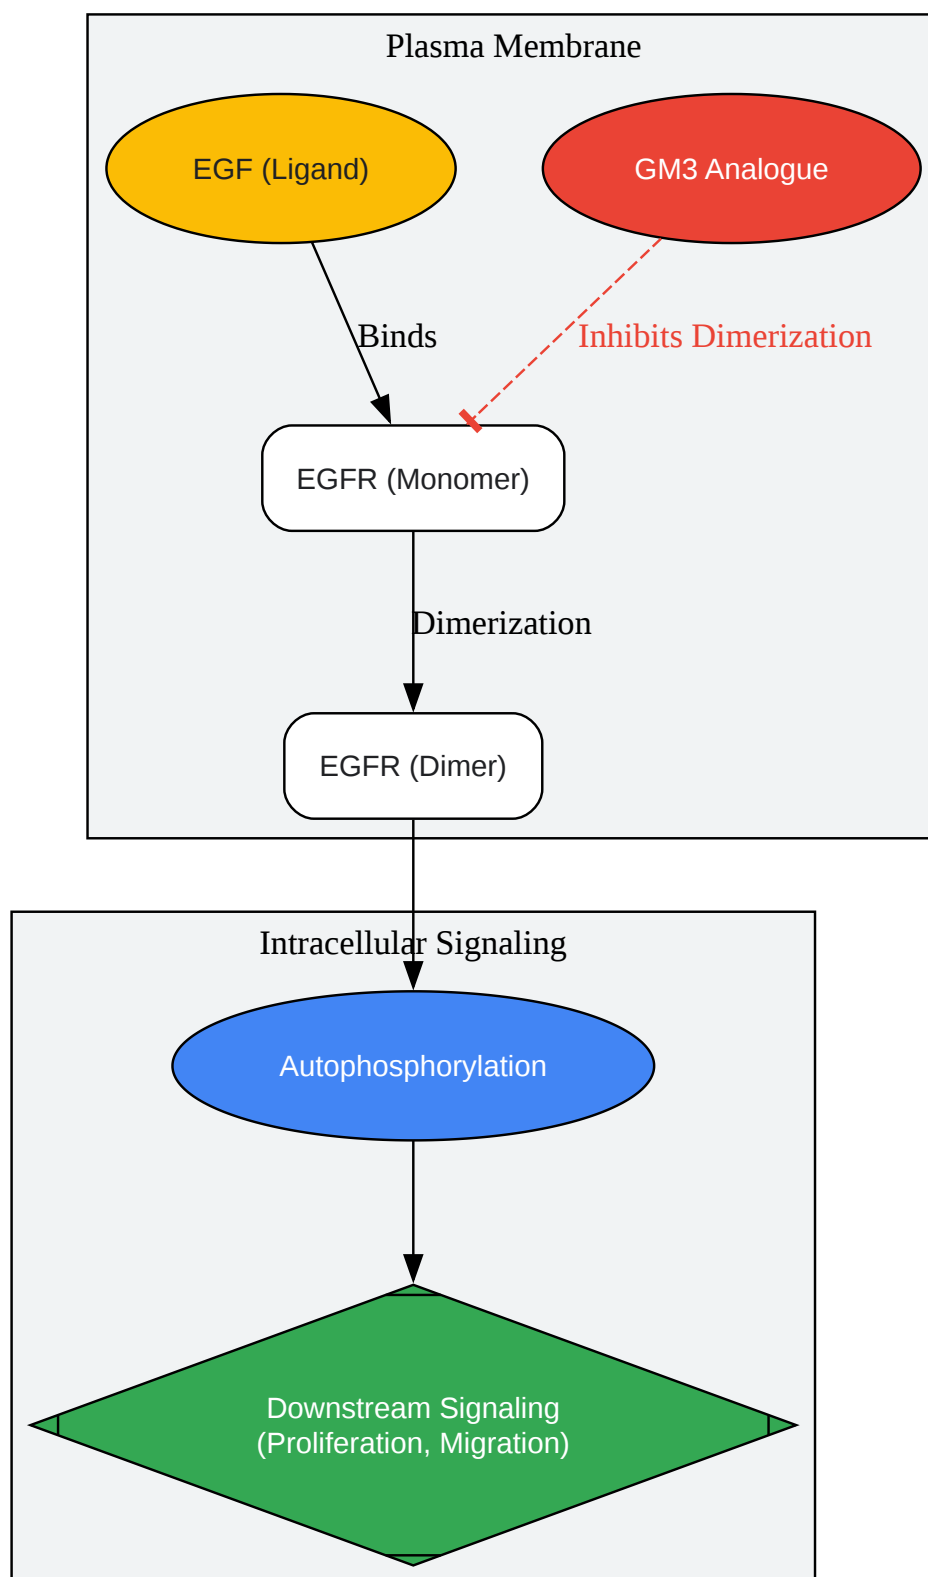 Plasma Membrane
EGF (Ligand)
GM3 Analogue
Binds
Inhibits Dimerization
EGFR (Monomer)
Dimerization
EGFR (Dimer)
Intracellular Signaling
Autophosphorylation
Downstream Signaling
(Proliferation, Migration)